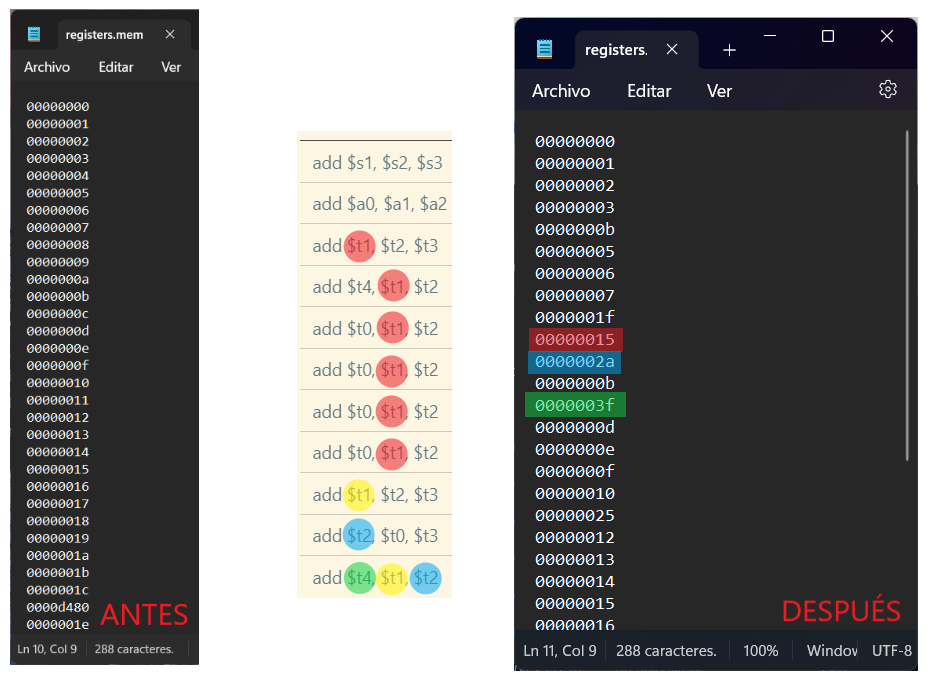 registers.mem
Archivo Editar Ver
00000000
00000001
00000002
00000003
00000004
00000005
00000006
00000007
00000008
00000009
0000000a
0000000b
0000000c
0000000d
0000000e
0000000f
00000010
00000011
00000012
00000013
00000014
00000015
00000016
00000017
00000018
00000019
0000001a
0000001b
0000001c
0000d480
0000001e
ANTES
Ln 10, Col 9 288 caracteres.
add $s1, $s2, $s3
add $a0, $a1, $a2
add $t1, $t2, $t3
add $t4, $t1, $t2
add $t0, $t1, $t2
add $t0, $t1, $t2
add $t0, $t1, $t2
add $t0, $t1, $t2
add $t1, $t2, $t3
add $t2, $t0, $t3
add $t4, $t1, $t2
registers.
Archivo Editar Ver
00000000
00000001
00000002
00000003
0000000b
00000005
00000006
00000007
0000001f
00000015
0000002a
0000000b
0000003f
0000000d
0000000e
0000000f
00000010
00000025
00000012
00000013
00000014
00000015
00000016
DESPUÉS
Ln 11, Col 9 288 caracteres. 100% Window UTF-8